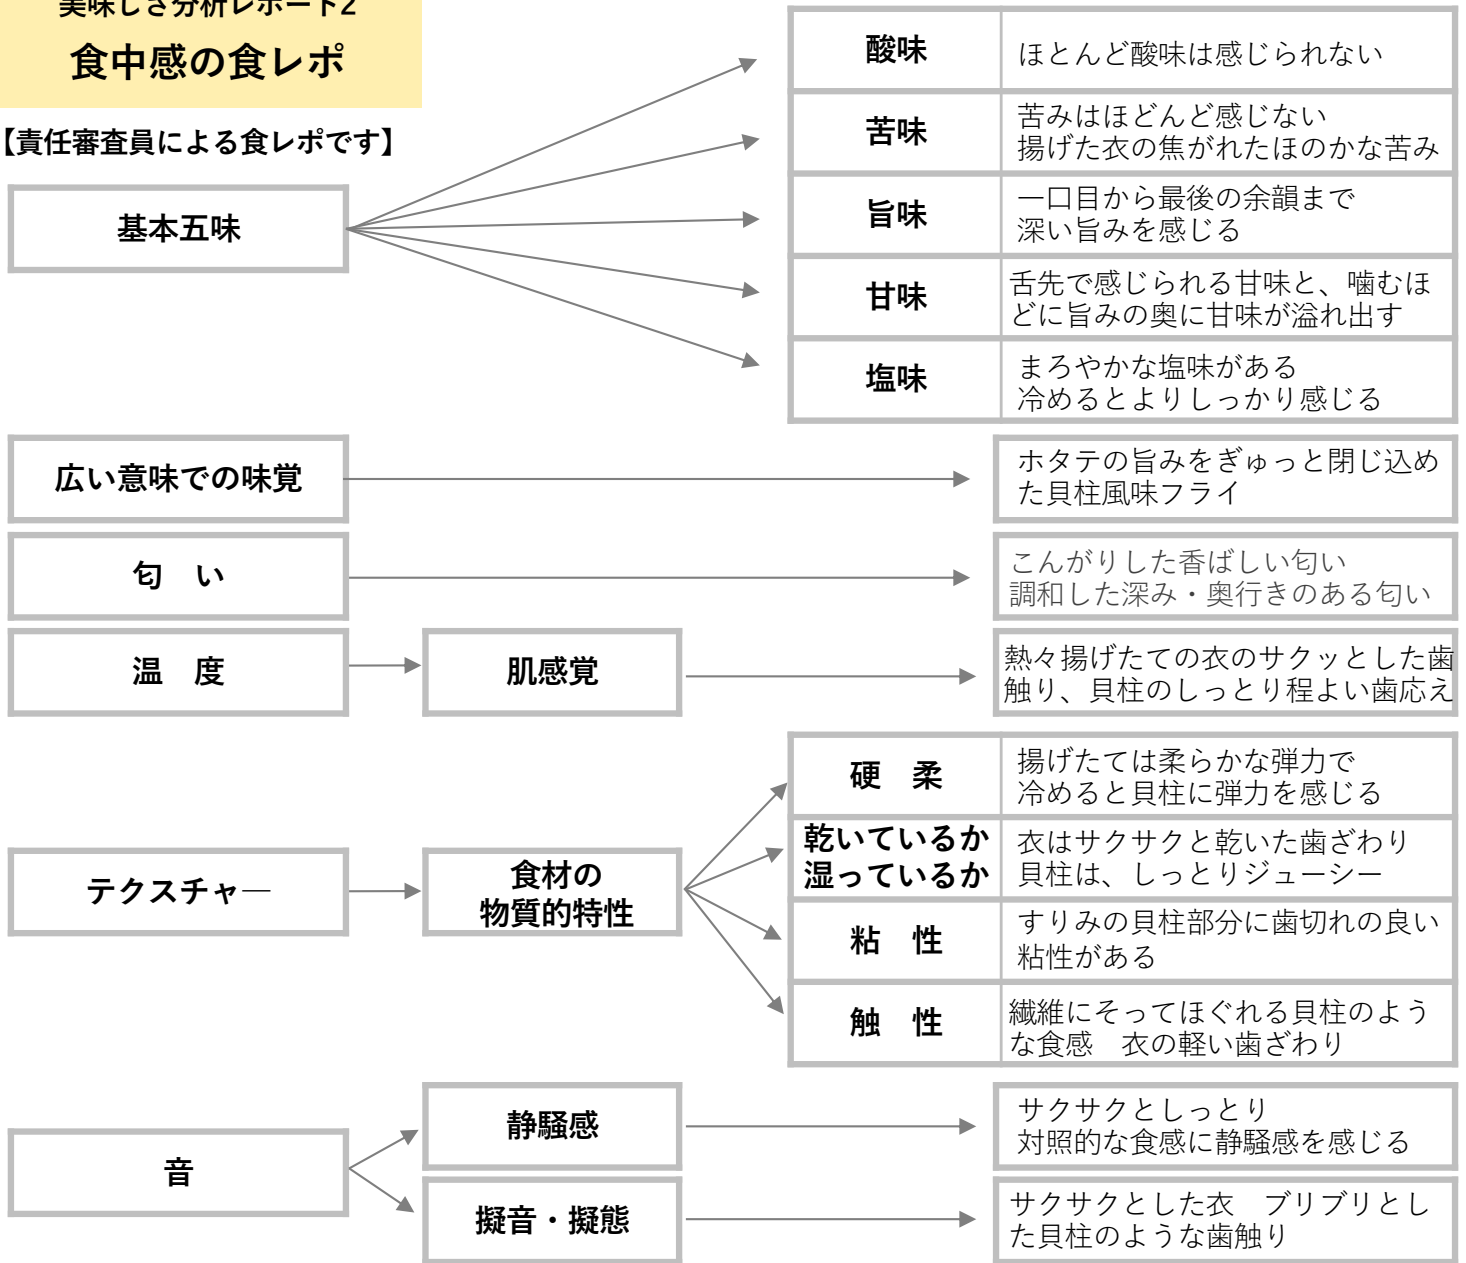 美味しさ分析レポート2
食中感の食レポ
【責任審査員による食レポです】
基本五味
酸味
ほとんど酸味は感じられない
苦味
苦みはほどんど感じない
揚げた衣の焦がれたほのかな苦み
旨味
一口目から最後の余韻まで
深い旨みを感じる
甘味
舌先で感じられる甘味と、噛むほ
どに旨みの奥に甘味が溢れ出す
塩味
まろやかな塩味がある
冷めるとよりしっかり感じる
広い意味での味覚
ホタテの旨みをぎゅっと閉じ込め
た貝柱風味フライ
匂　い
こんがりした香ばしい匂い
調和した深み・奥行きのある匂い
温　度
肌感覚
熱々揚げたての衣のサクッとした歯
触り、貝柱のしっとり程よい歯応え
テクスチャ―
食材の
物質的特性
硬　柔
揚げたては柔らかな弾力で
冷めると貝柱に弾力を感じる
乾いているか
湿っているか
衣はサクサクと乾いた歯ざわり
貝柱は、しっとりジューシー
粘　性
すりみの貝柱部分に歯切れの良い
粘性がある
触　性
繊維にそってほぐれる貝柱のよう
な食感　衣の軽い歯ざわり
音
静騒感
サクサクとしっとり
対照的な食感に静騒感を感じる
擬音・擬態
サクサクとした衣　ブリブリとし
た貝柱のような歯触り